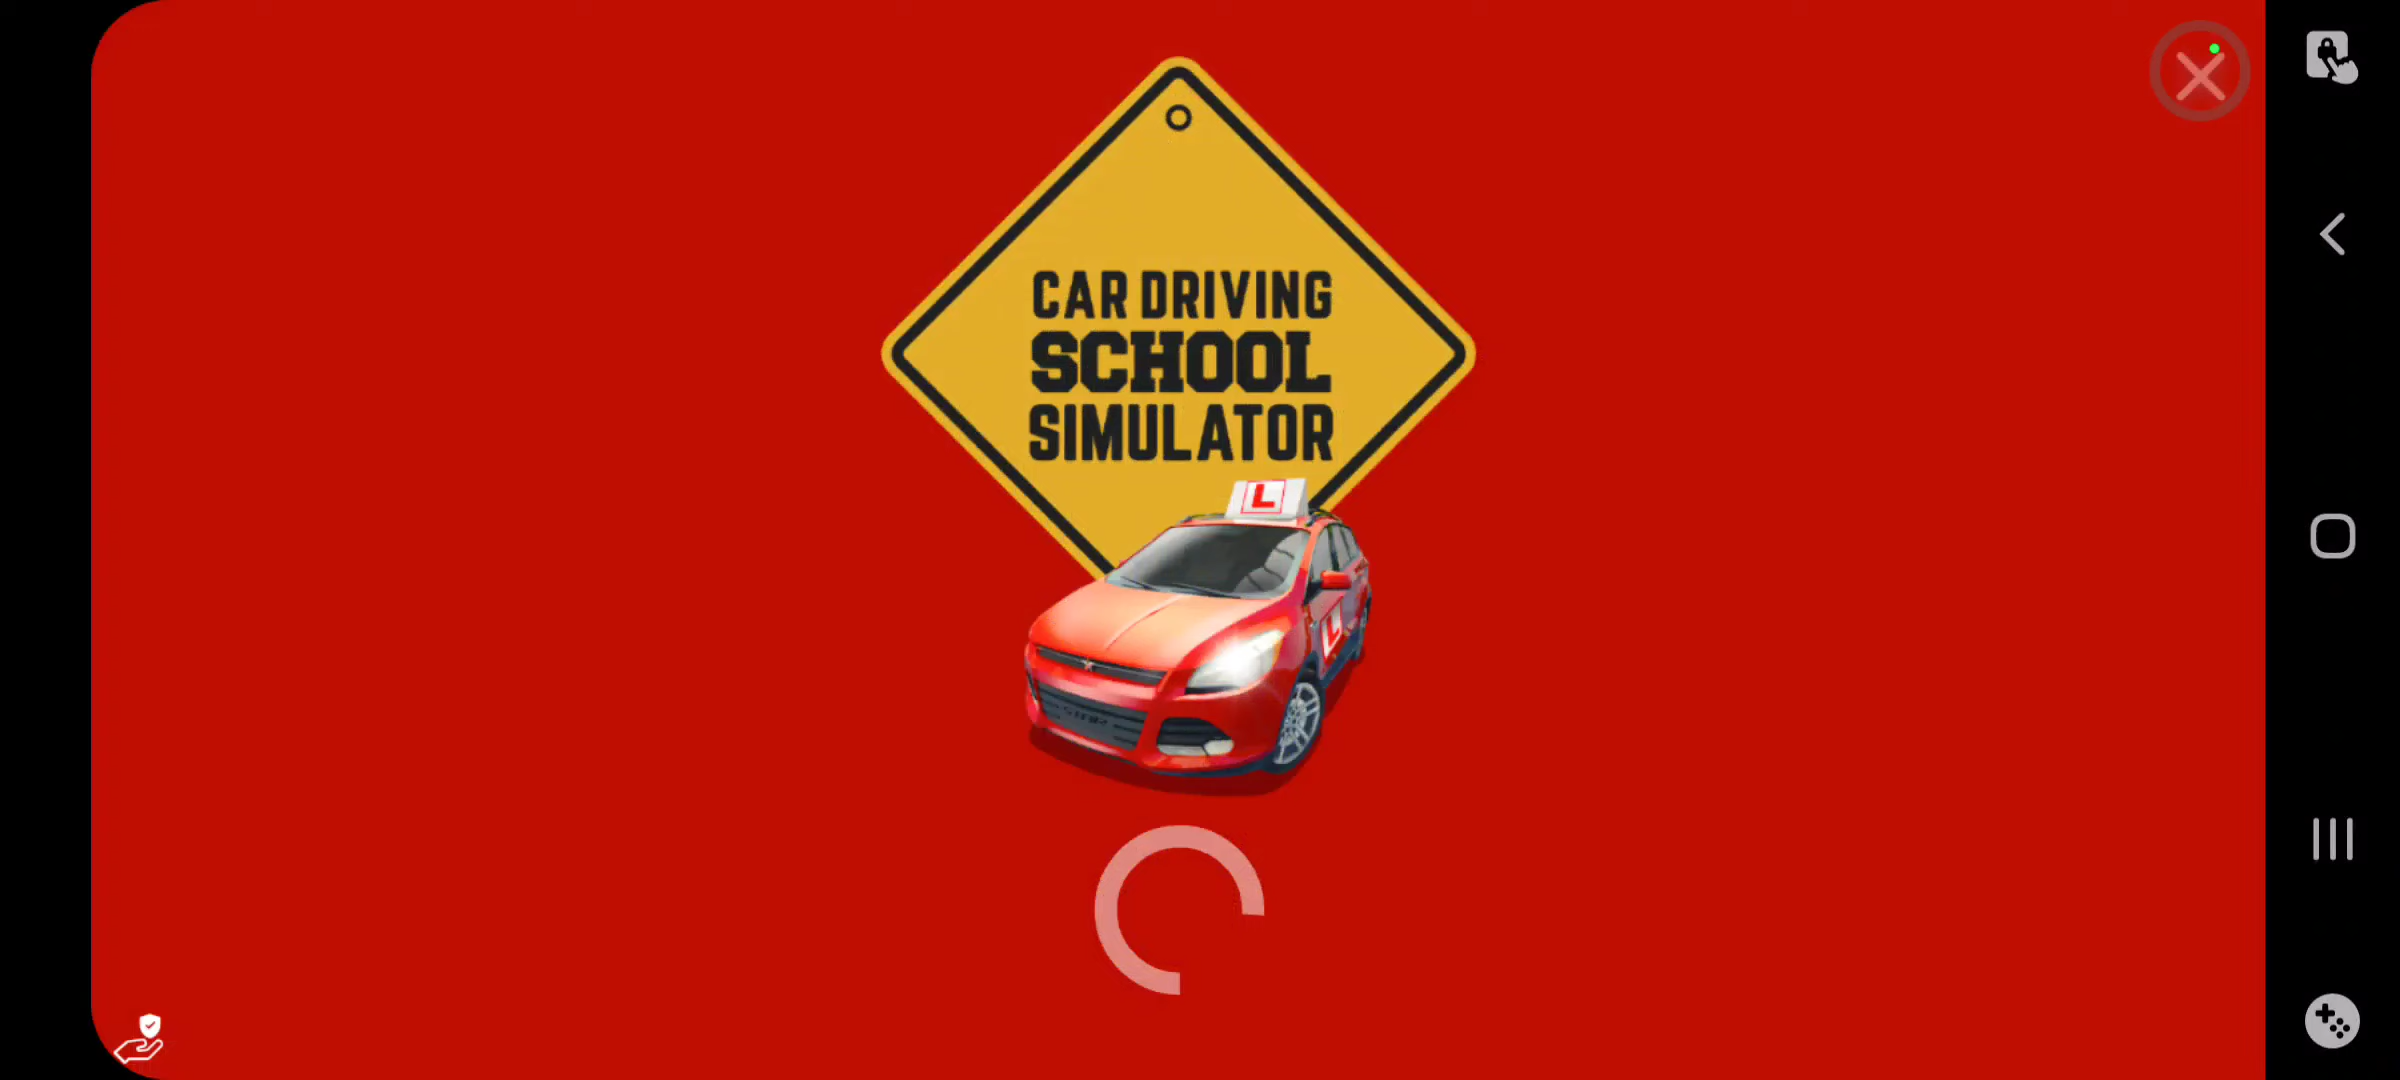 CAR DRIVING
SCHOOL
SIMULATOR
L
L